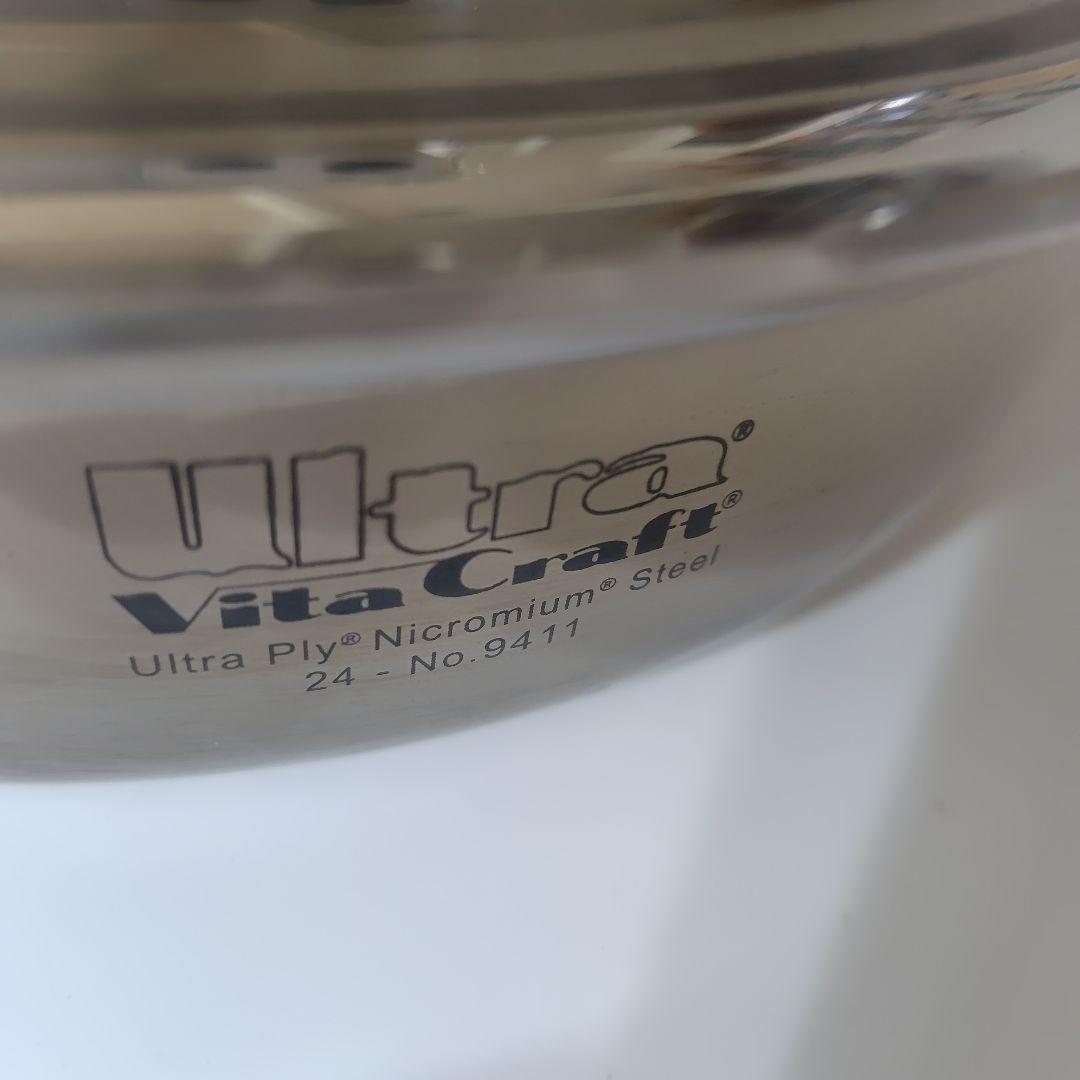 ultra®
Vita Craft®
Ultra Ply® Nicromium® Steel
24 - No.9411